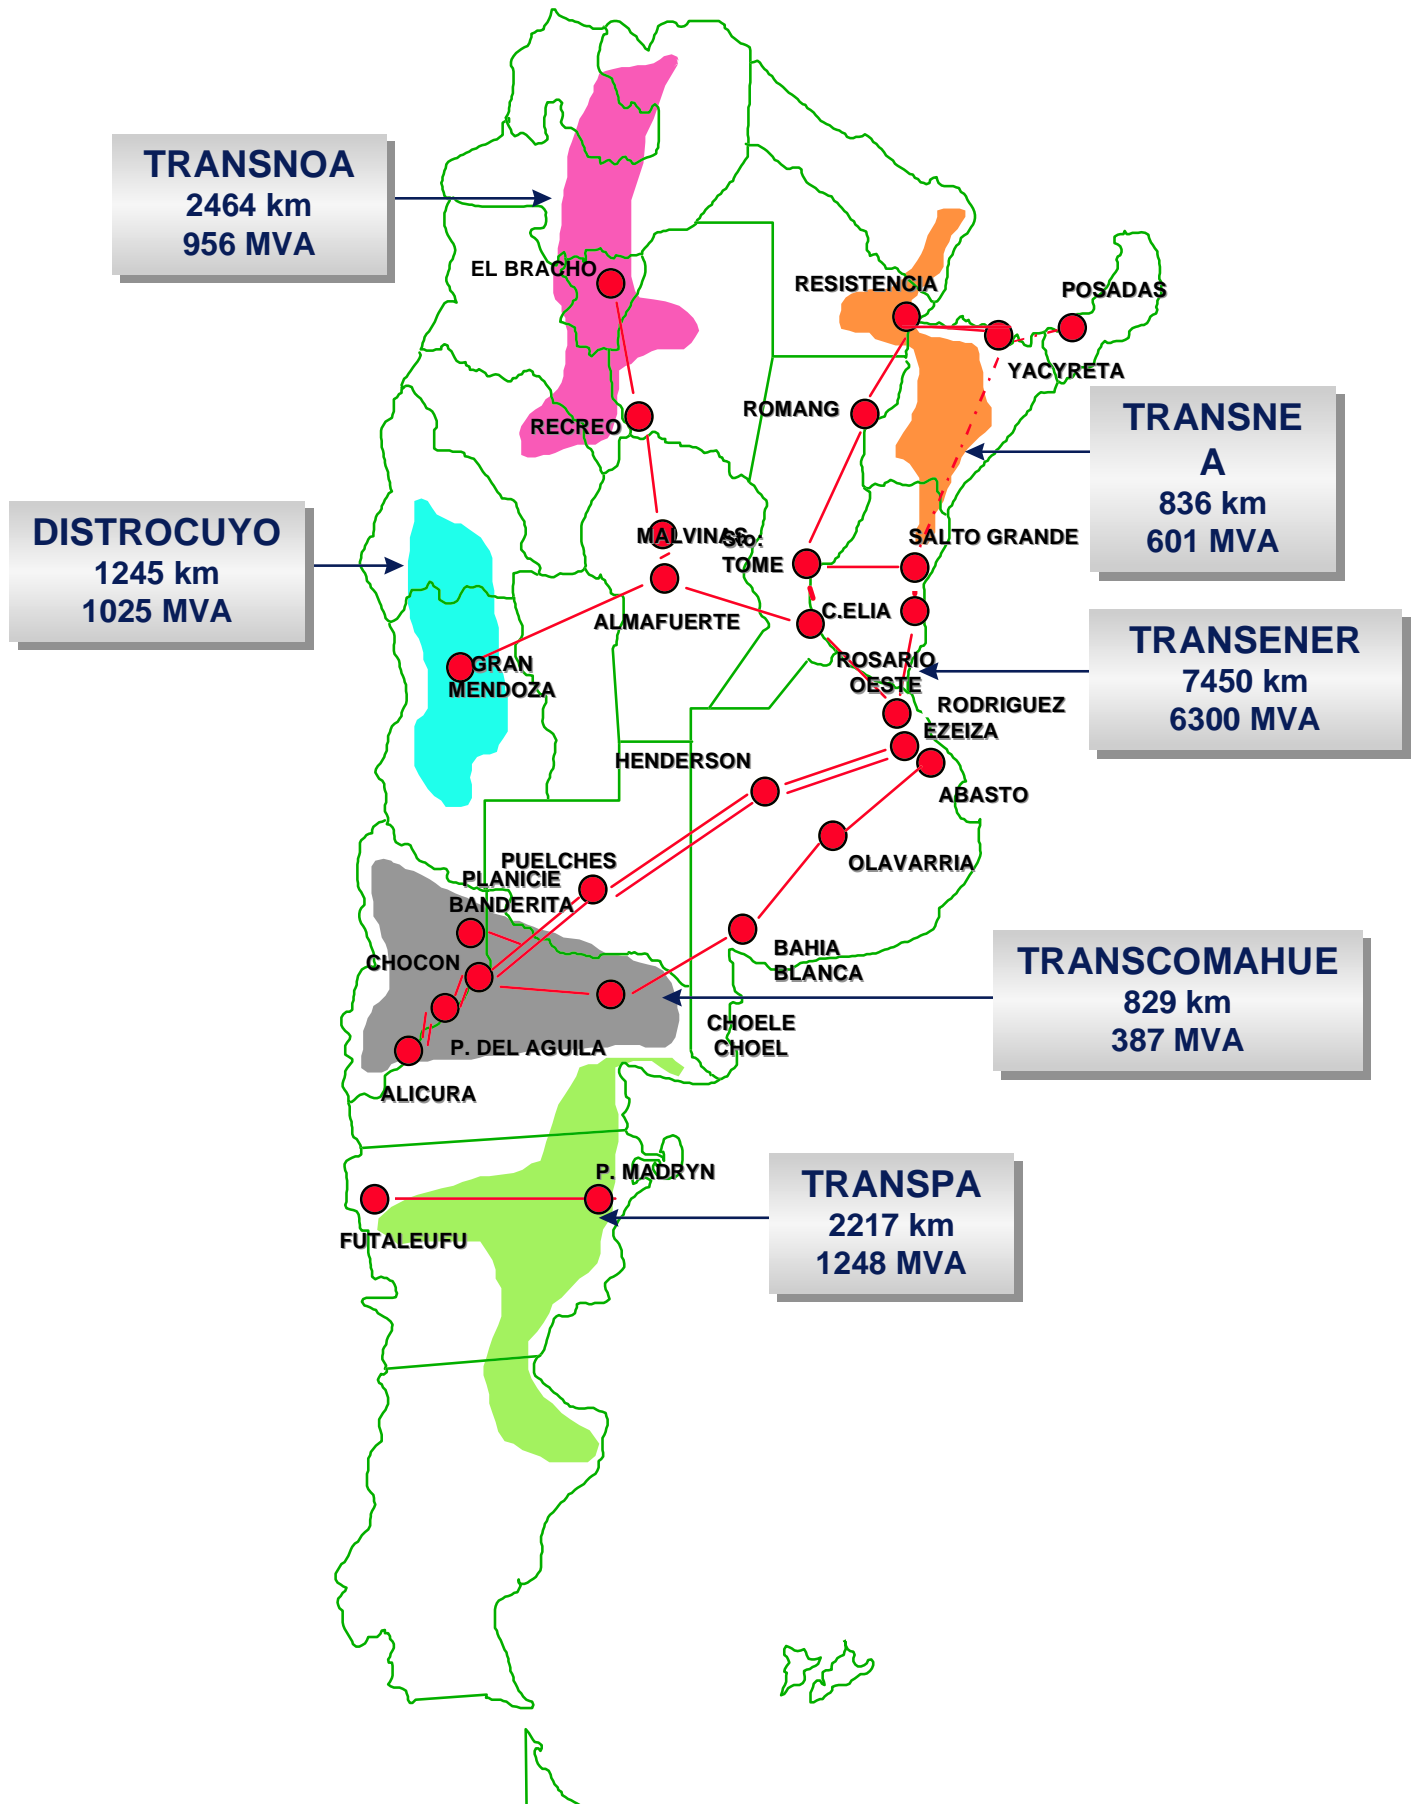 TRANSNOA
2464 km
956 MVA
EL BRACHO
RESISTENCIA
POSADAS
YACYRETA
RECREO
ROMANG
TRANSNE
A
836 km
601 MVA
DISTROCUYO
1245 km
1025 MVA
MALVINAS
Sto:
TOME
SALTO GRANDE
ALMAFUERTE
C.ELIA
GRAN
MENDOZA
ROSARIO
OESTE
TRANSENER
7450 km
6300 MVA
RODRIGUEZ
EZEIZA
HENDERSON
ABASTO
OLAVARRIA
PUELCHES
PLANICIE
BANDERITA
CHOCON
BAHIA
BLANCA
TRANSCOMAHUE
829 km
387 MVA
CHOELE
CHOEL
P. DEL AGUILA
ALICURA
P. MADRYN
FUTALEUFU
TRANSPA
2217 km
1248 MVA